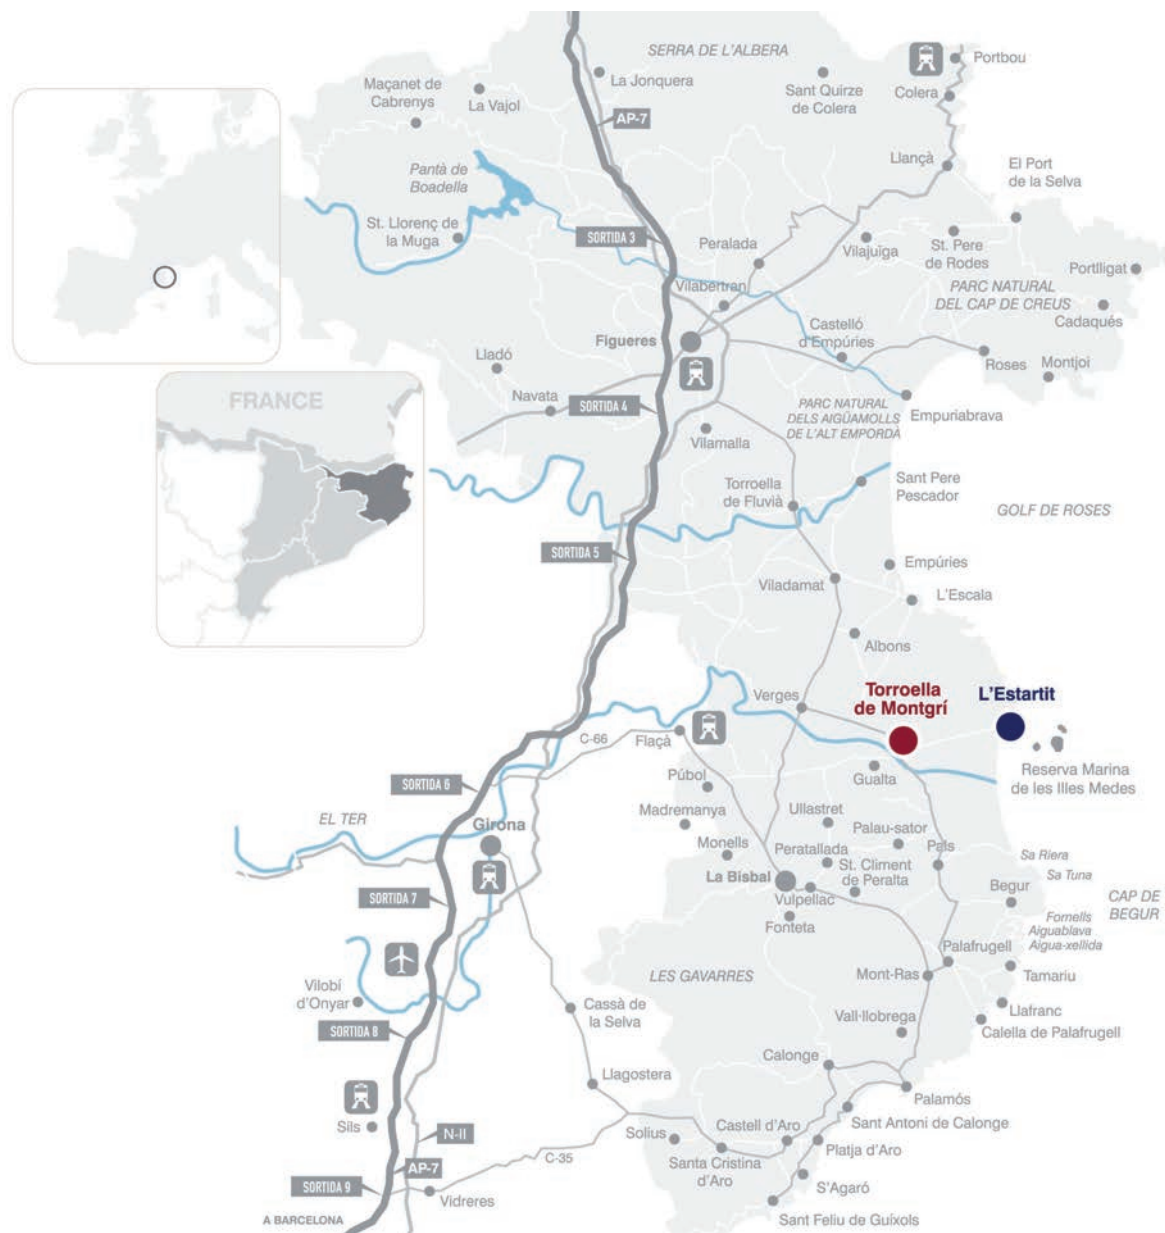 SERRA DE L'ALBERA
Portbou
La Jonquera
Maçanet de
Cabrenys
La Vajol
Sant Quirze
de Colera
Colera
AP-7
Llançà
El Port
de la Selva
Pantà de
Boadella
St. Llorenç de
la Muga
SORTIDA 3
Peralada
Vilajuïga
St. Pere
de Rodes
Portlligat
PARC NATURAL
DEL CAP DE CREUS
Vilabertran
Cadaqués
Castelló
d'Empúries
Figueres
Lladó
Roses
Montjoi
Navata
SORTIDA 4
PARC NATURAL
DELS AIGÜAMOLLS
DE L'ALT EMPORDÀ
Empuriabrava
FRANCE
Vilamalla
Torroella
de Fluvià
Sant Pere
Pescador
GOLF DE ROSES
SORTIDA 5
Empúries
Viladamat
L'Escala
Albons
Torroella
de Montgrí
L'Estartit
Verges
C-66
Flaçà
Gualta
Reserva Marina
de les Illes Medes
Púbol
SORTIDA 6
Madremanya
Ullastret
EL TER
Girona
Palau-sator
Monells
Peratallada
Pals
Sa Riera
Sa Tuna
La Bisbal
St. Climent
de Peralta
Begur
CAP DE
BEGUR
SORTIDA 7
Vulpellac
Fonteta
Fornells
Aiguablava
Aigua-xellida
Palafrugell
LES GAVARRES
Mont-Ras
Tamariu
Vilobí
d'Onyar
Cassà de
la Selva
Llafranc
Vall-llobrega
Calella de Palafrugell
SORTIDA 8
Calonge
Llagostera
Palamós
Sils
N-II
Solius
Castell d'Aro
Sant Antoni de Calonge
C-35
Santa Cristina
d'Aro
Platja d'Aro
AP-7
SORTIDA 9
Vidreres
S'Agaró
A BARCELONA
Sant Feliu de Guíxols